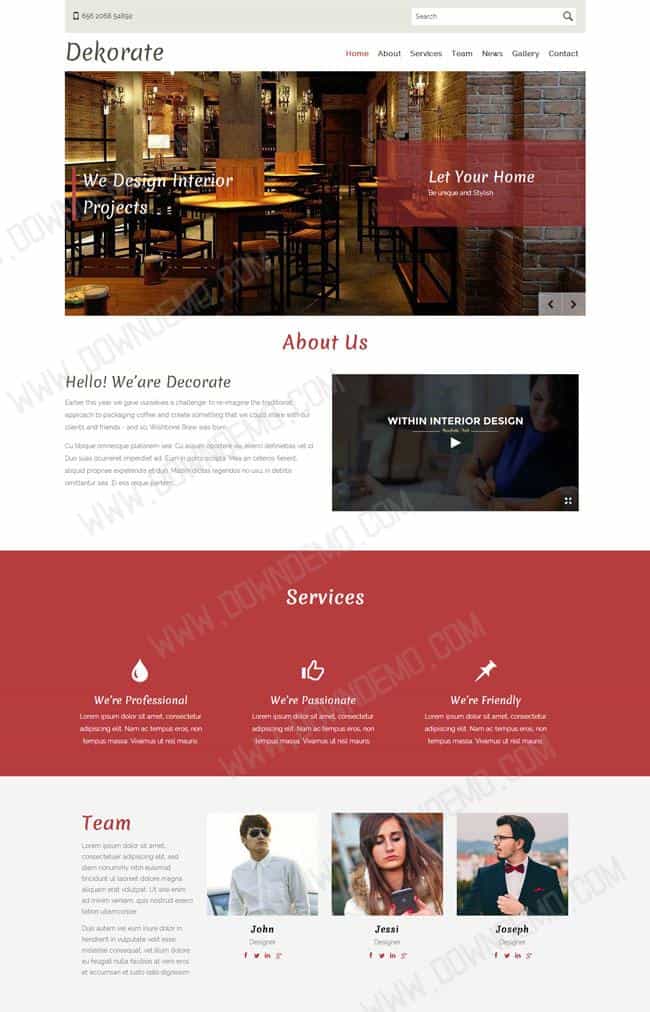 656 2068 54892
Search
Dekorate
Home About Services Team News Gallery Contact
We Design Interior
Projects
Let Your Home
Be unique and Stylish
About Us
Hello! We'are Decorate
Earlier this year we gave ourselves a challenge: to re-imagine the traditional
approach to packaging coffee and create something that we could share with our
clients and friends - and so, Wishbone Brew was born.
Cu tibique omnesque platonem sea. Cu aliquip oportere vis, eirmod definiebas vel cl.
Duo suas ocurreret imperdiet ad. Eum in porro soluta. Mea an ceteros fierent,
aliquid propriae expetendis et duo. Mazim dictas legendos no usu, in debitis
omittantur sea. Ei eos reque partem...
WITHIN INTERIOR DESIGN
Services
We're Professional
Lorem ipsum dolor sit amet, consectetur
adipiscing elit. Nam ac tempus eros, non
tempus massa. Vivamus ut nisl mauris.
We're Passionate
Lorem ipsum dolor sit amet, consectetur
adipiscing elit. Nam ac tempus eros, non
tempus massa. Vivamus ut nisl mauris.
We're Friendly
Lorem ipsum dolor sit amet, consectetur
adipiscing elit. Nam ac tempus eros, non
tempus massa. Vivamus ut nisl mauris.
Team
Lorem ipsum dolor sit amet,
consectetuer adipiscing elit, sed
diam nonummy nibh euismod
tincidunt ut laoreet dolore magna
aliquam erat volutpat. Ut wisi enim
ad minim veniam, quis nostrud exerci
tation ullamcorper.
Duis autem vel eum iriure dolor in
hendrerit in vulputate velit esse
molestie consequat, vel illum dolore
eu feugiat nulla facilisis at vero eros
et accumsan et iusto odio dignissim
John
Designer
Jessi
Designer
Joseph
Designer
WWW.DOWNDEMO.COM